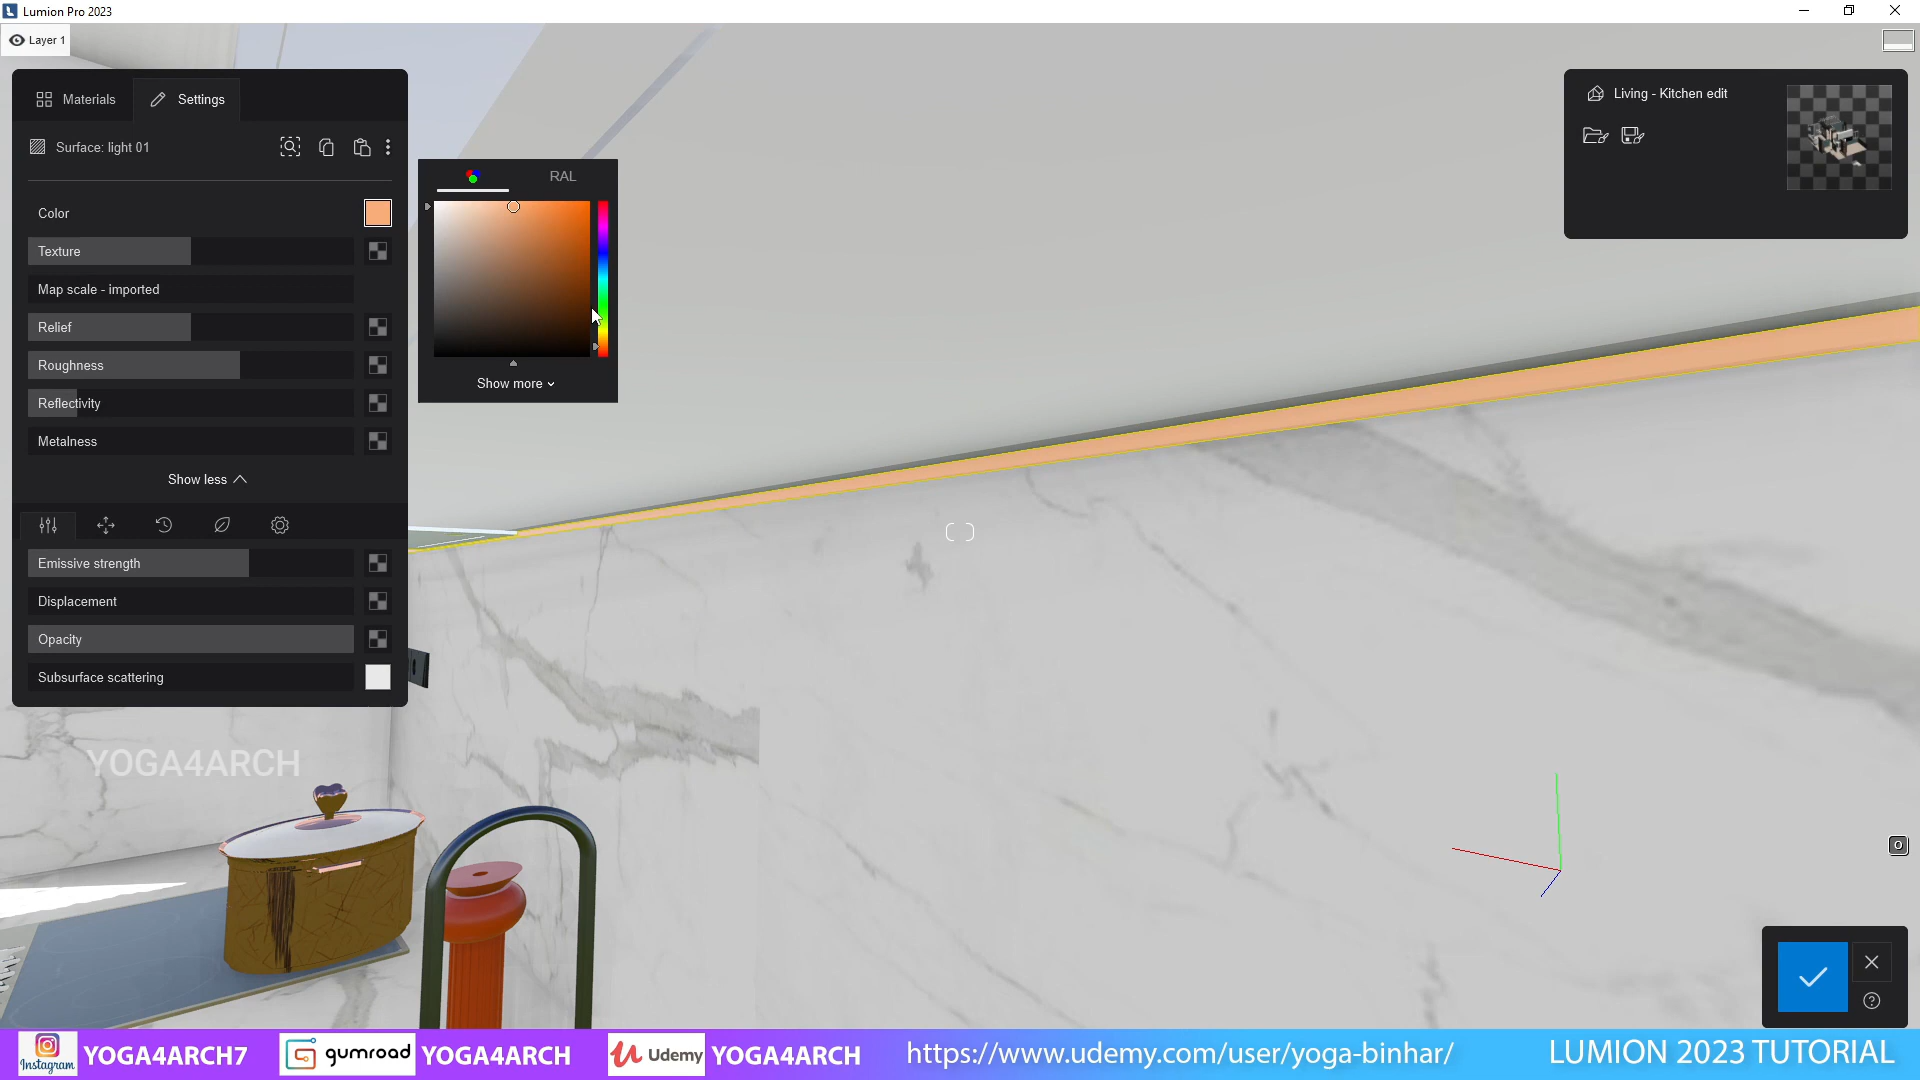 Lumion Pro 2023
Layer 1
Materials
Settings
Surface: light 01
Color
Texture
Map scale - imported
Relief
Roughness
Reflectivity
Metalness
Show less
Emissive strength
Displacement
Opacity
Subsurface scattering
RAL
Show more
Living - Kitchen edit
YOGA4ARCH
O
Instagram
YOGA4ARCH7
gumroad
YOGA4ARCH
Udemy
YOGA4ARCH
https://www.udemy.com/user/yoga-binhar/
LUMION 2023 TUTORIAL